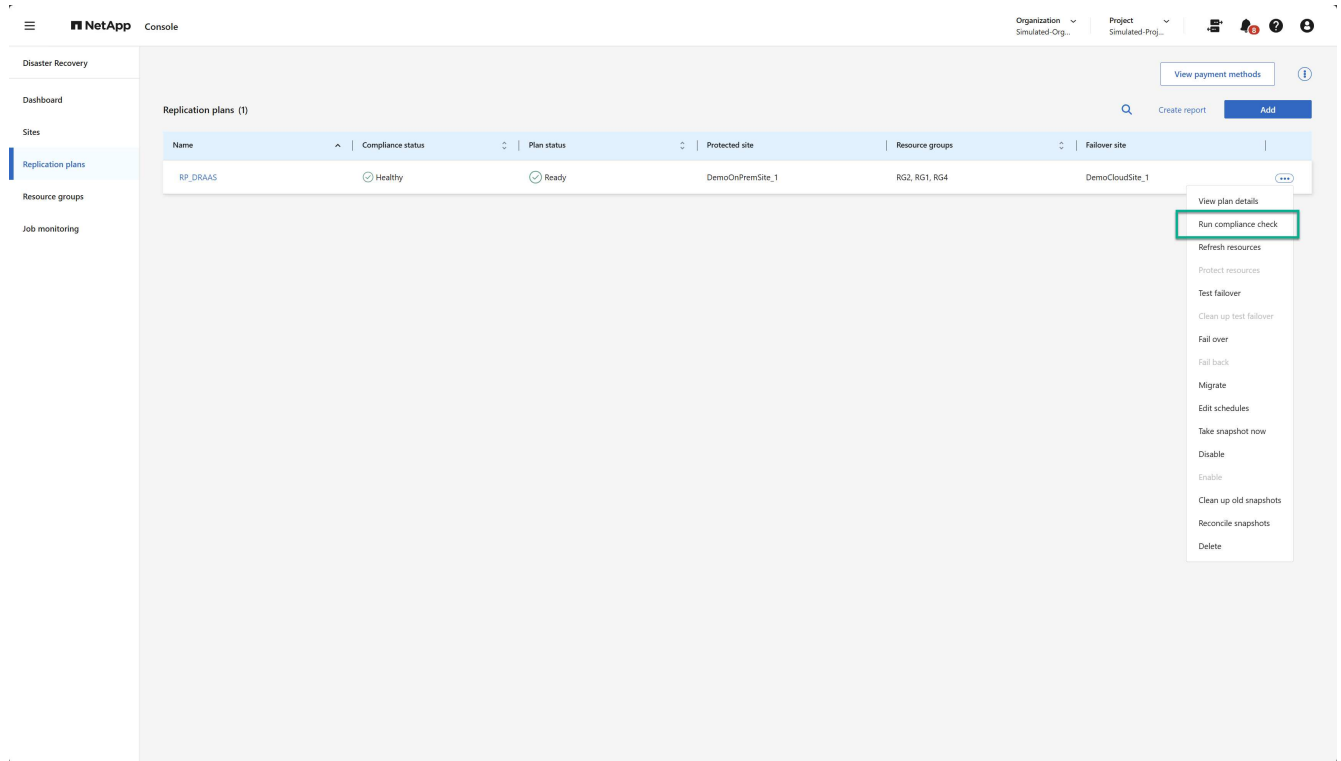 NetApp Console
Organization
Simulated-Org...
Project
Simulated-Proj...
8
Disaster Recovery
Dashboard
Sites
Replication plans
Resource groups
Job monitoring
View payment methods
Replication plans (1)
Create report
Add
Name Compliance status Plan status Protected site Resource groups Failover site
RP_DRAAS Healthy Ready DemoOnPremSite_1 RG2, RG1, RG4 DemoCloudSite_1
View plan details
Run compliance check
Refresh resources
Protect resources
Test failover
Clean up test failover
Fail over
Fail back
Migrate
Edit schedules
Take snapshot now
Disable
Enable
Clean up old snapshots
Reconcile snapshots
Delete